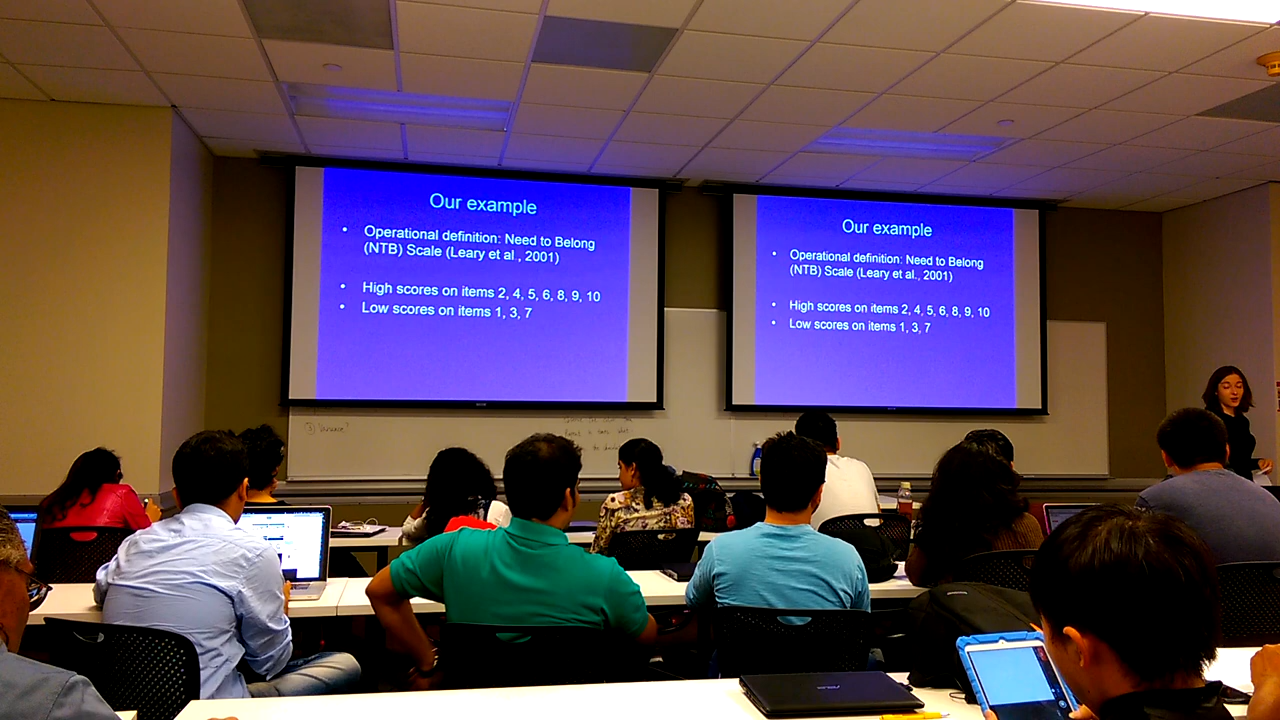 Our example
• Operational definition: Need to Belong
(NTB) Scale (Leary et al., 2001)
• High scores on items 2, 4, 5, 6, 8, 9, 10
• Low scores on items 1, 3, 7
Our example
• Operational definition: Need to Belong
(NTB) Scale (Leary et al., 2001)
• High scores on items 2, 4, 5, 6, 8, 9, 10
• Low scores on items 1, 3, 7
③ Variance?
ASUS